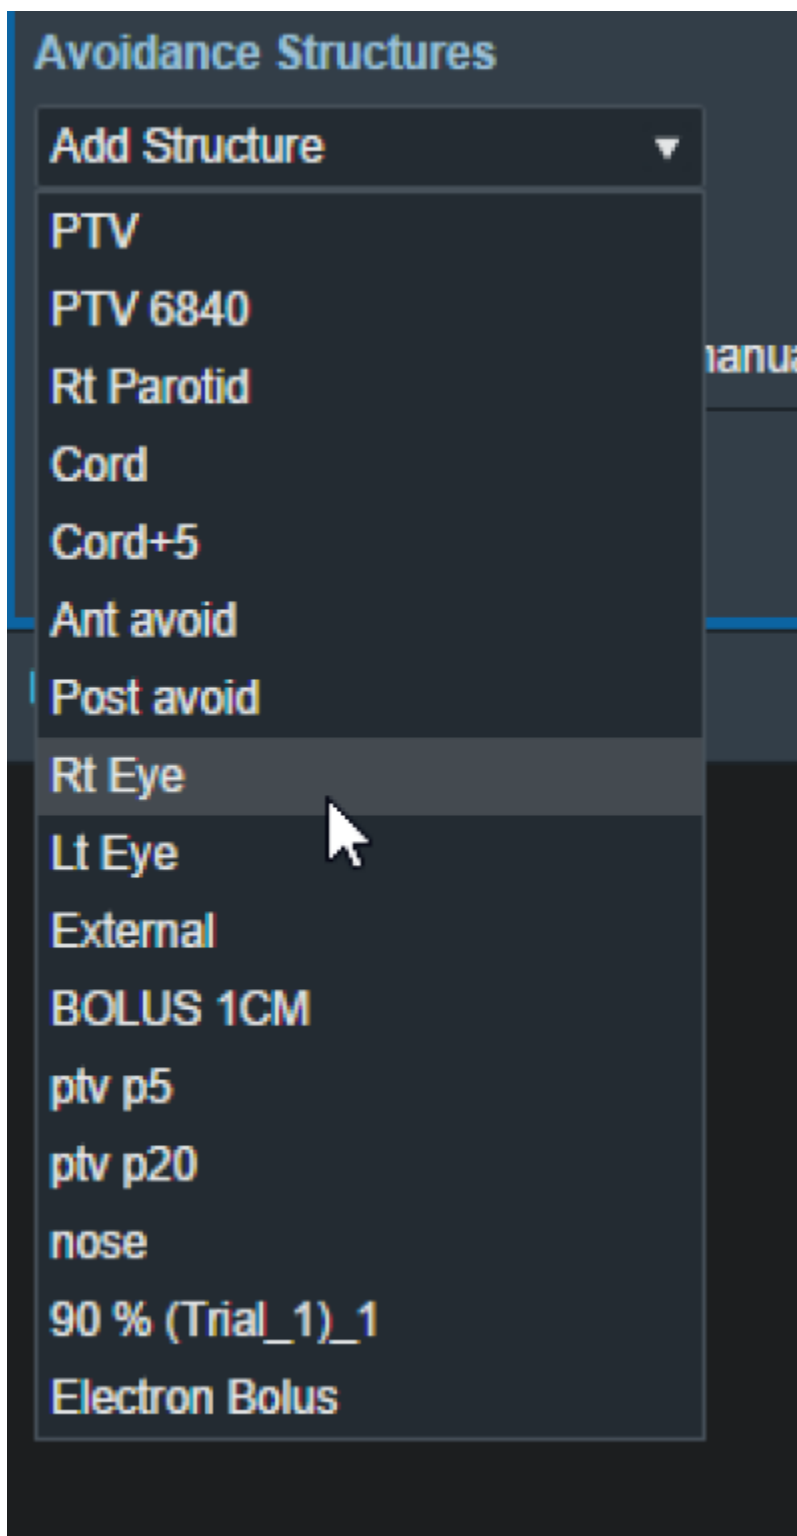 Avoidance Structures
Add Structure
PTV
PTV 6840
Rt Parotid
Cord
Cord+5
Ant avoid
Post avoid
Rt Eye
Lt Eye
External
BOLUS 1CM
ptv p5
ptv p20
nose
90 % (Trial_1)_1
Electron Bolus